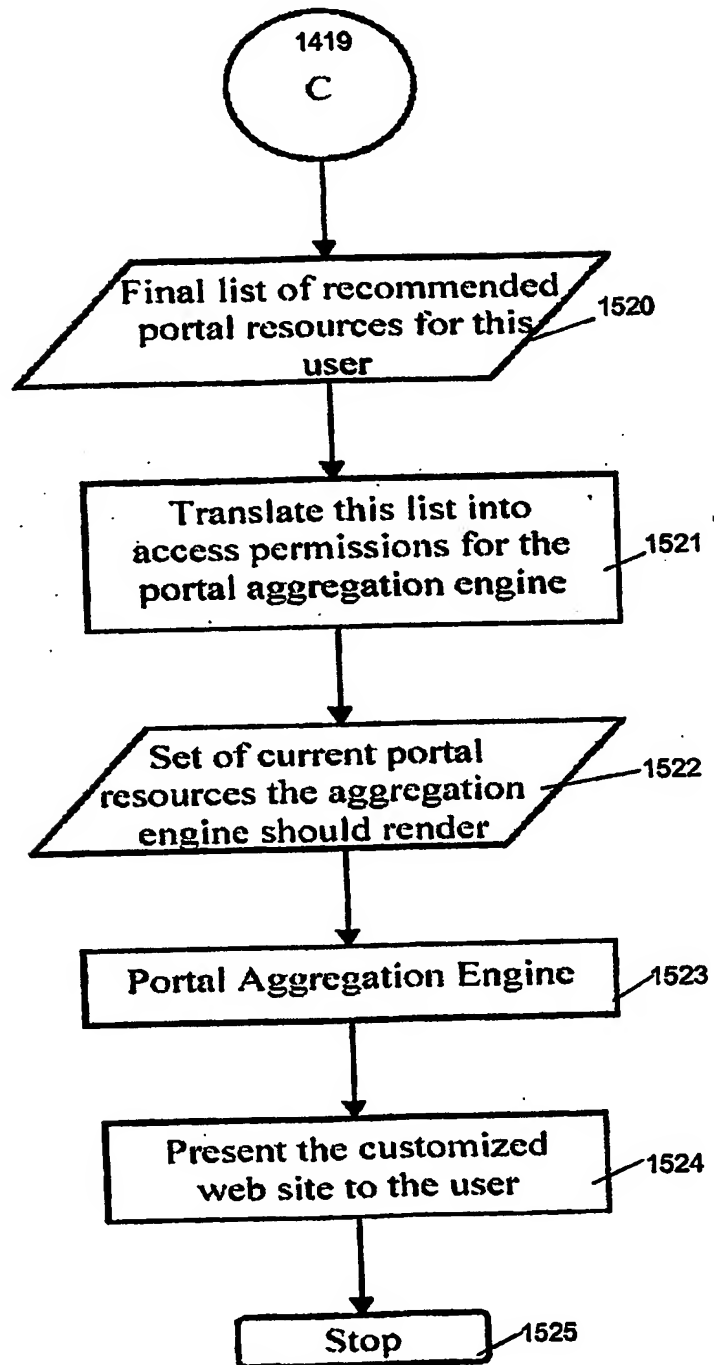 1419
C
Final list of recommended
portal resources for this
user
1520
Translate this list into
access permissions for the
portal aggregation engine
1521
Set of current portal
resources the aggregation
engine should render
1522
Portal Aggregation Engine
1523
Present the customized
web site to the user
1524
Stop
1525